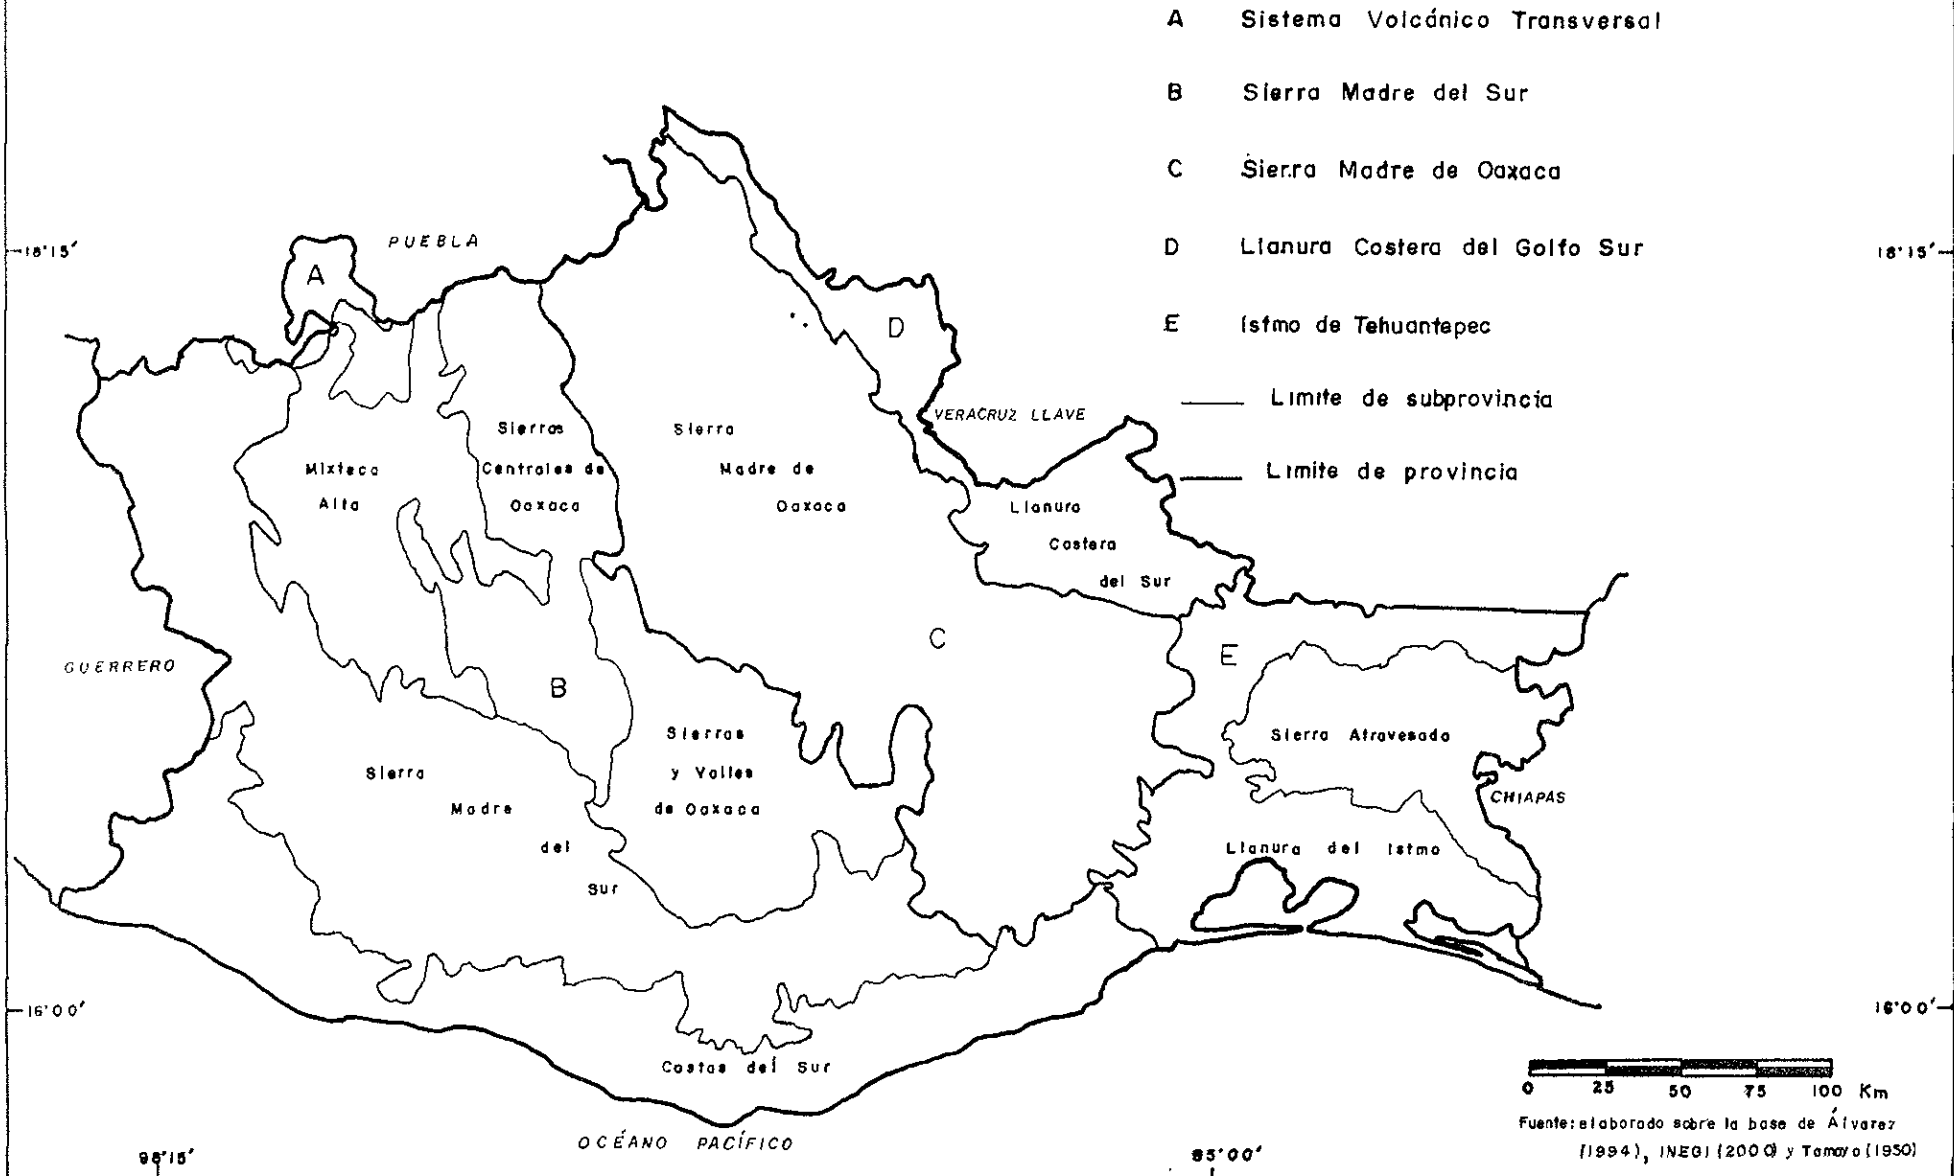 A Sistema Volcánico Transversal
B Sierra Madre del Sur
C Sierra Madre de Oaxaca
D Llanura Costera del Golfo Sur
E Istmo de Tehuantepec
Limite de subprovincia
Limite de provincia
PUEBLA
18°15'
18°15'
A
D
VERACRUZ LLAVE
Sierras
Centrales de
Oaxaca
Sierra
Madre de
Oaxaca
Mixteca
Alta
Llanura
Costera
del Sur
GUERRERO
B
C
E
Sierras
y Valles
de Oaxaca
Sierra Atravesada
Sierra
Madre
del
Sur
CHIAPAS
Llanura del Istmo
16°00'
16°00'
Costas del Sur
OCÉANO PACÍFICO
0 25 50 75 100 Km
Fuente: elaborado sobre la base de Álvarez
(1994), INEGI (2000) y Tamayo (1950)
98°15'
95°00'